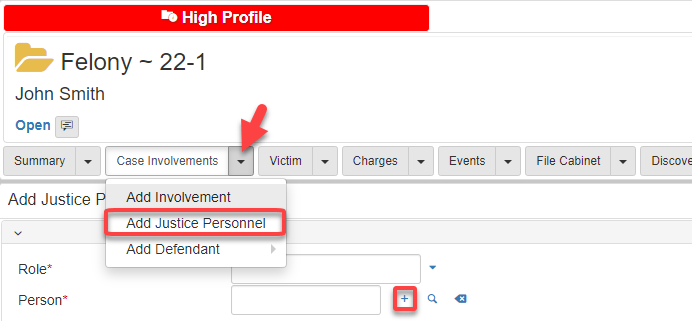 High Profile
Felony ~ 22-1
John Smith
Open
Summary Case Involvements Victim Charges Events File Cabinet Discove
Add Involvement
Add Justice P
Add Justice Personnel
Add Defendant
Role*
Person*